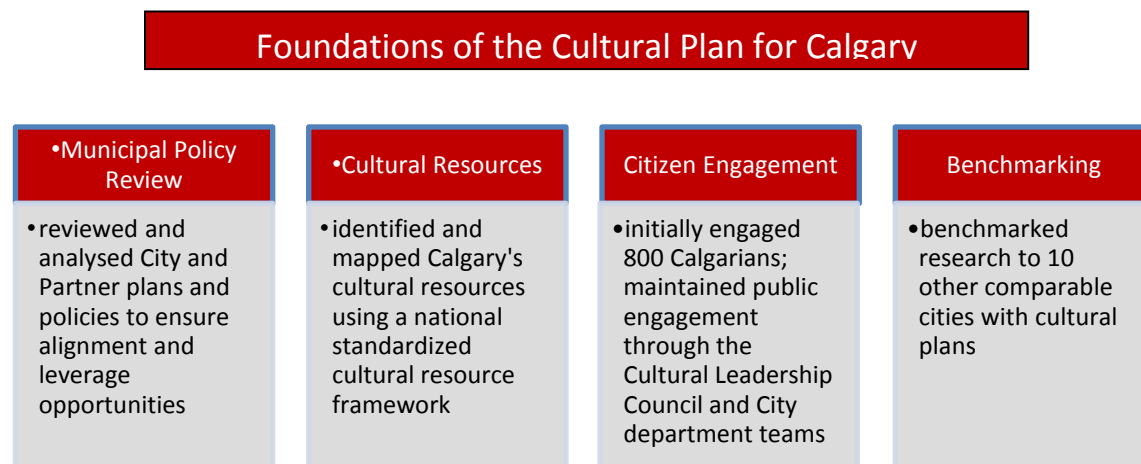 Foundations of the Cultural Plan for Calgary
•Municipal Policy
Review
•reviewed and
analysed City and
Partner plans and
policies to ensure
alignment and
leverage
opportunities
•Cultural Resources
•identified and
mapped Calgary's
cultural resources
using a national
standardized
cultural resource
framework
Citizen Engagement
•initially engaged
800 Calgarians;
maintained public
engagement
through the
Cultural Leadership
Council and City
department teams
Benchmarking
•benchmarked
research to 10
other comparable
cities with cultural
plans